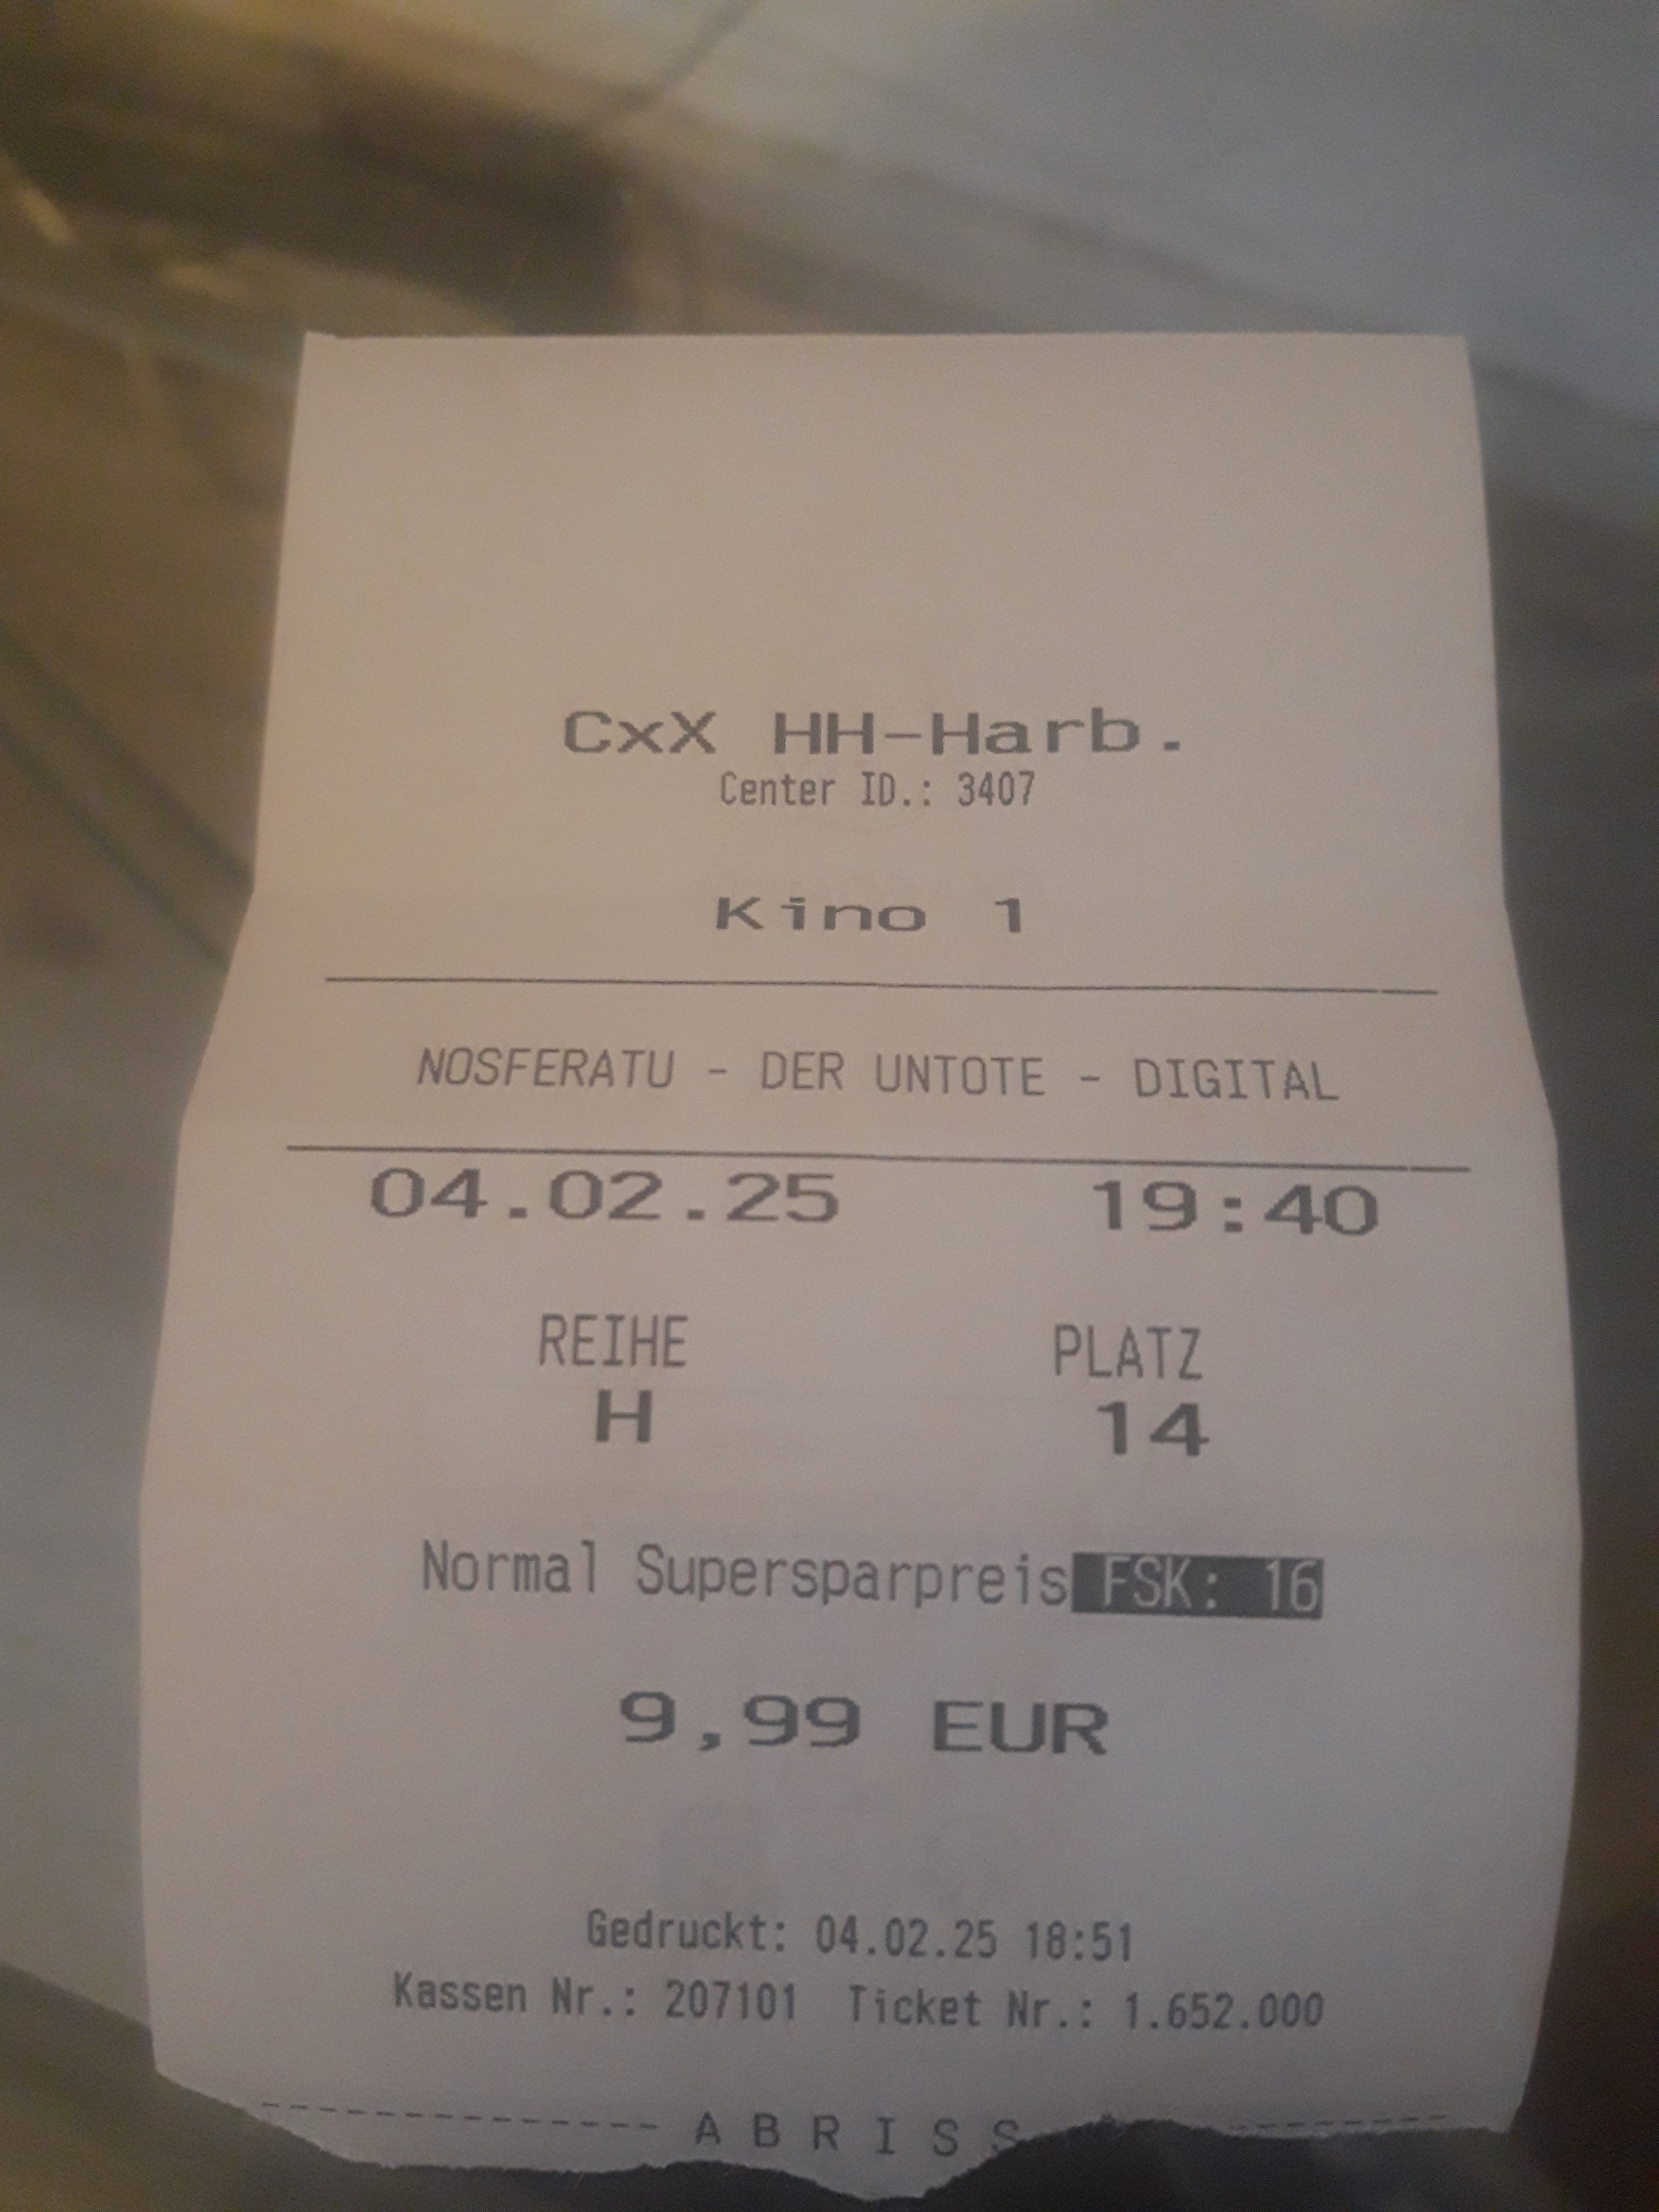 CxX HH-Harb.
Center ID.: 3407
Kino 1
NOSFERATU - DER UNTOTE - DIGITAL
04.02.25 19:40
REIHE PLATZ
H 14
Normal Supersparpreis FSK: 16
9,99 EUR
Gedruckt: 04.02.25 18:51
Kassen Nr.: 207101 Ticket Nr.: 1.652.000
-------------- A B R I S S ---------